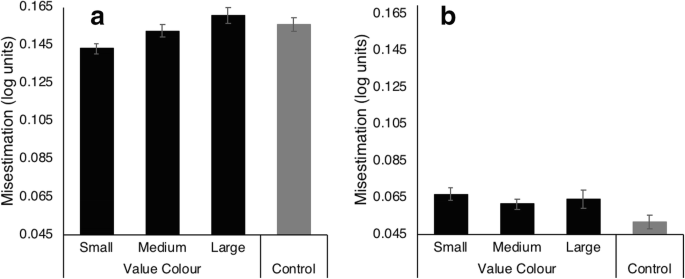 a
Misestimation (log units)
0.165
0.145
0.125
0.105
0.085
0.065
0.045
Small Medium Large
Value Colour Control
b
Misestimation (log units)
0.165
0.145
0.125
0.105
0.085
0.065
0.045
Small Medium Large
Value Colour Control